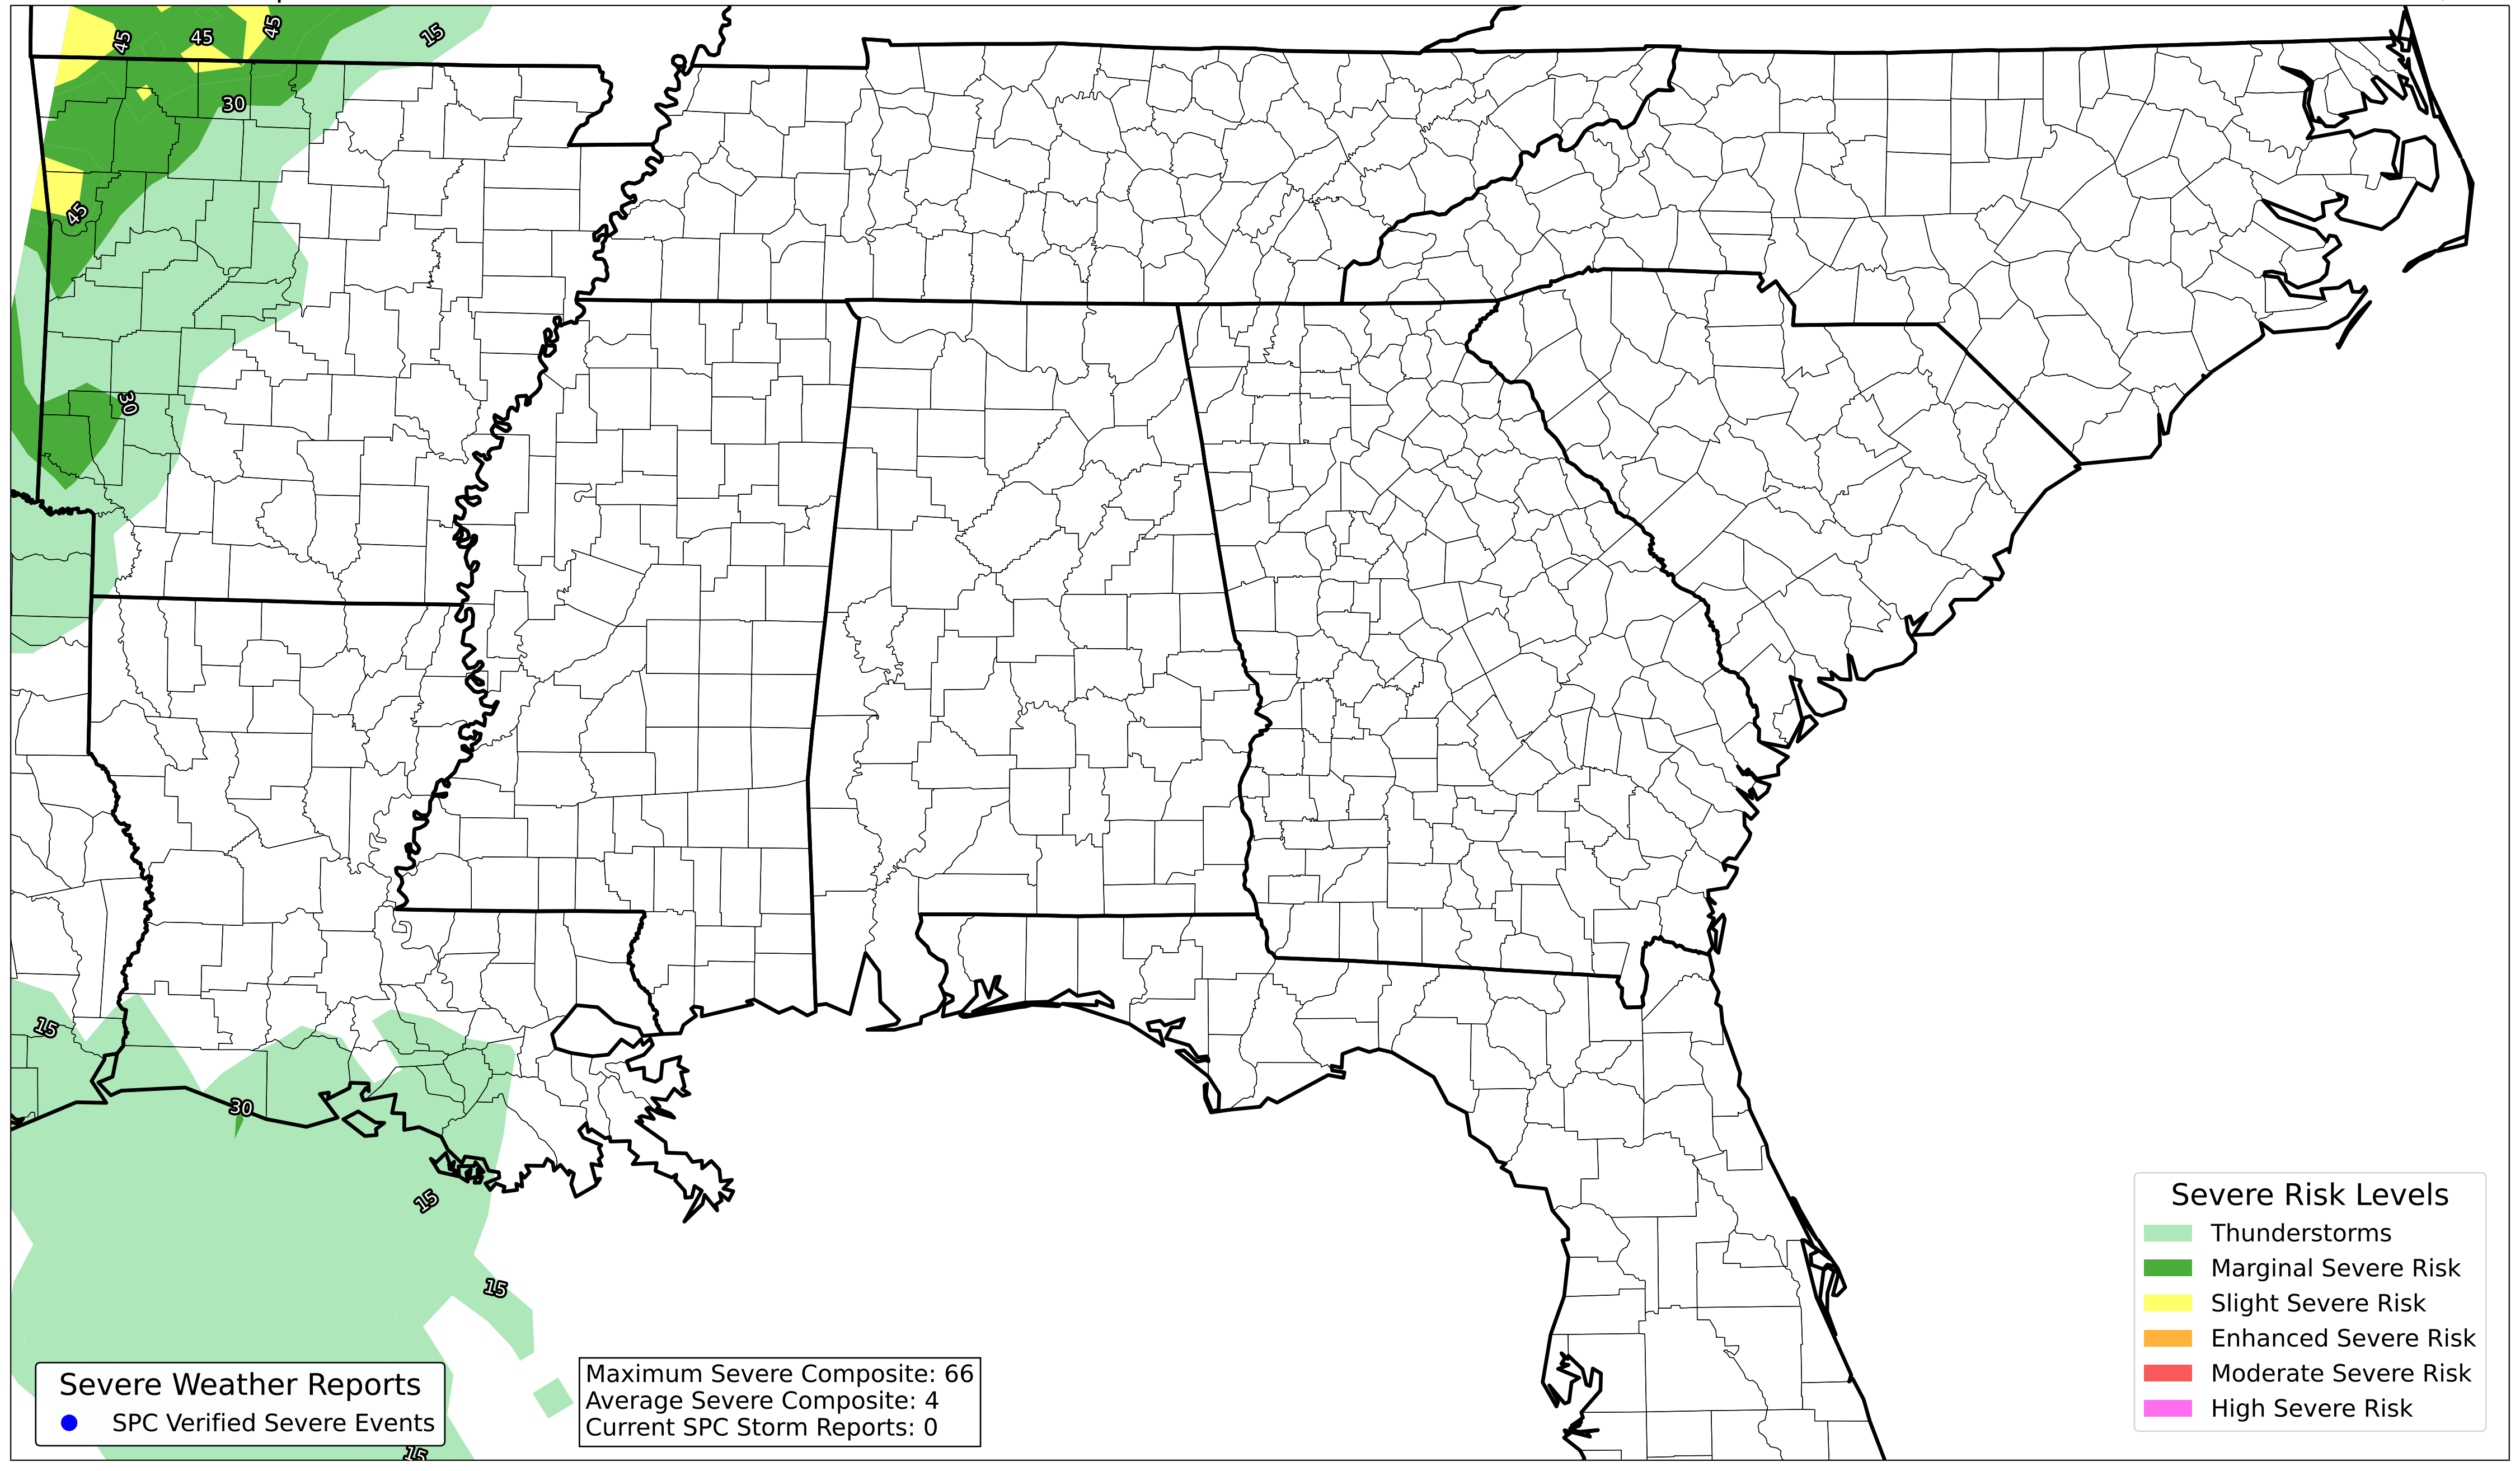 45
45
45
15
30
45
30
15
30
15
15
15
Severe Weather Reports
SPC Verified Severe Events
Maximum Severe Composite: 66
Average Severe Composite: 4
Current SPC Storm Reports: 0
Severe Risk Levels
Thunderstorms
Marginal Severe Risk
Slight Severe Risk
Enhanced Severe Risk
Moderate Severe Risk
High Severe Risk